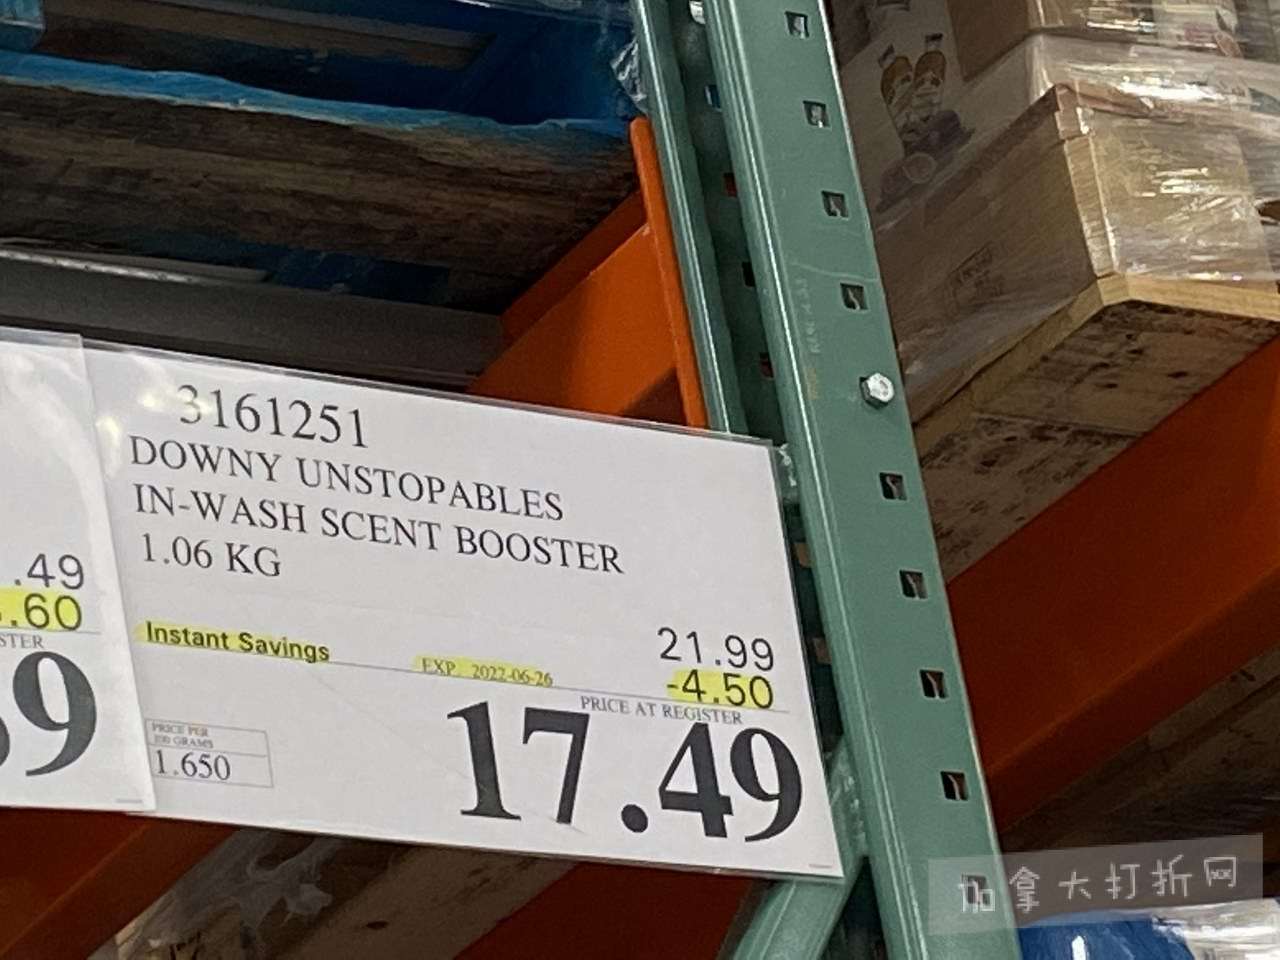 3161251
DOWNY UNSTOPABLES
IN-WASH SCENT BOOSTER
1.06 KG
Instant Savings
EXP. 2022-06-26
21.99
-4.50
PRICE AT REGISTER
17.49
PRICE PER
100 GRAMS
1.650
.49
.60
STER
9
加拿大打折网